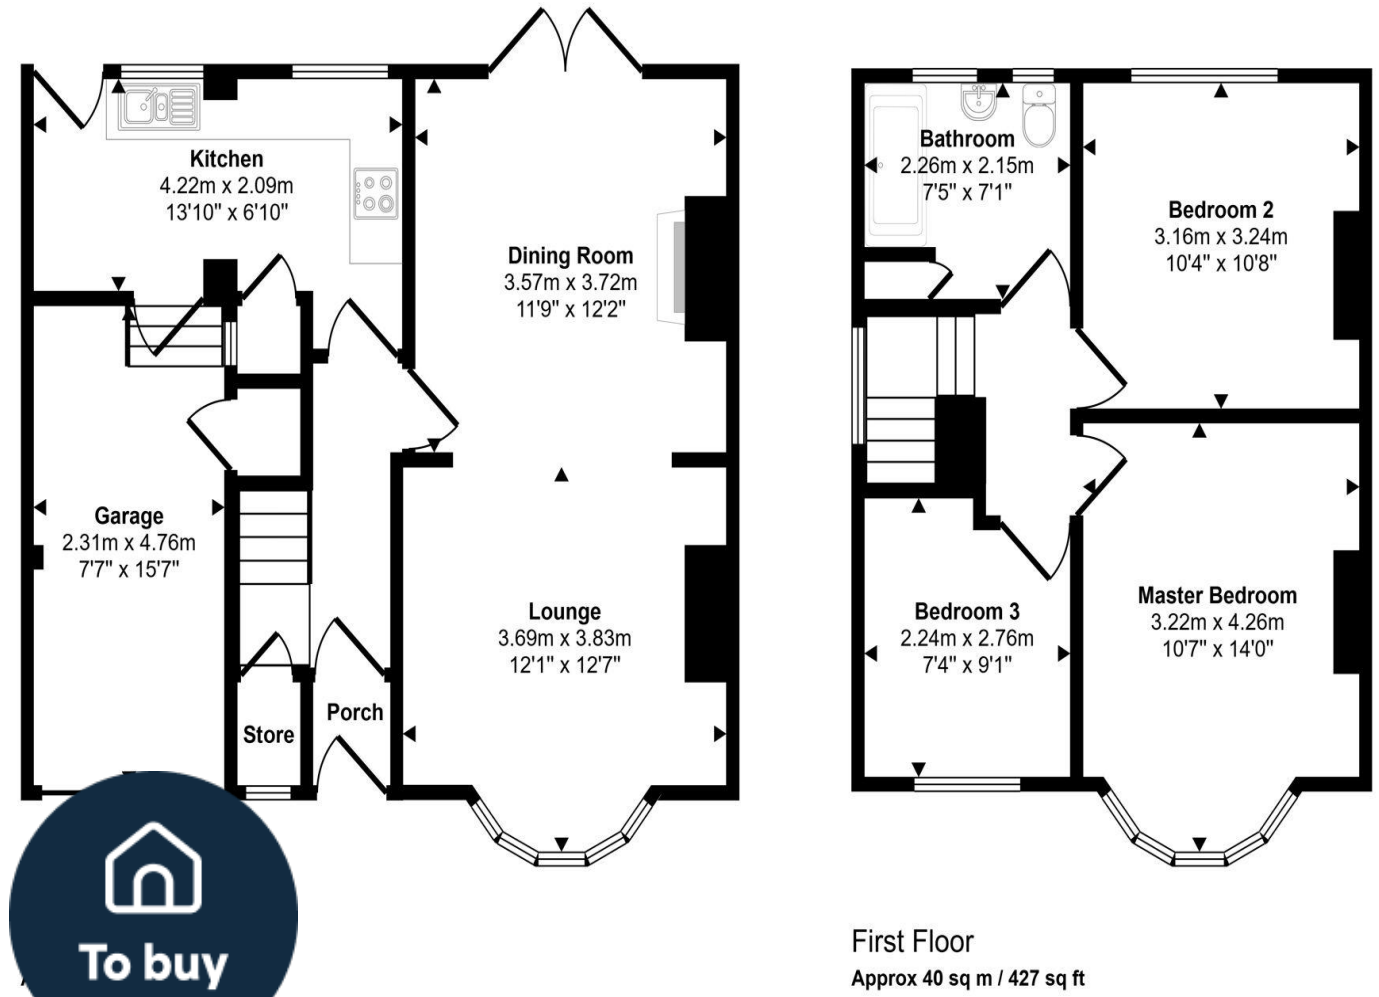 Kitchen
4.22m x 2.09m
13'10" x 6'10"
Dining Room
3.57m x 3.72m
11'9" x 12'2"
Garage
2.31m x 4.76m
7'7" x 15'7"
Lounge
3.69m x 3.83m
12'1" x 12'7"
Porch
Store
Bathroom
2.26m x 2.15m
7'5" x 7'1"
Bedroom 2
3.16m x 3.24m
10'4" x 10'8"
Bedroom 3
2.24m x 2.76m
7'4" x 9'1"
Master Bedroom
3.22m x 4.26m
10'7" x 14'0"
To buy
First Floor
Approx 40 sq m / 427 sq ft